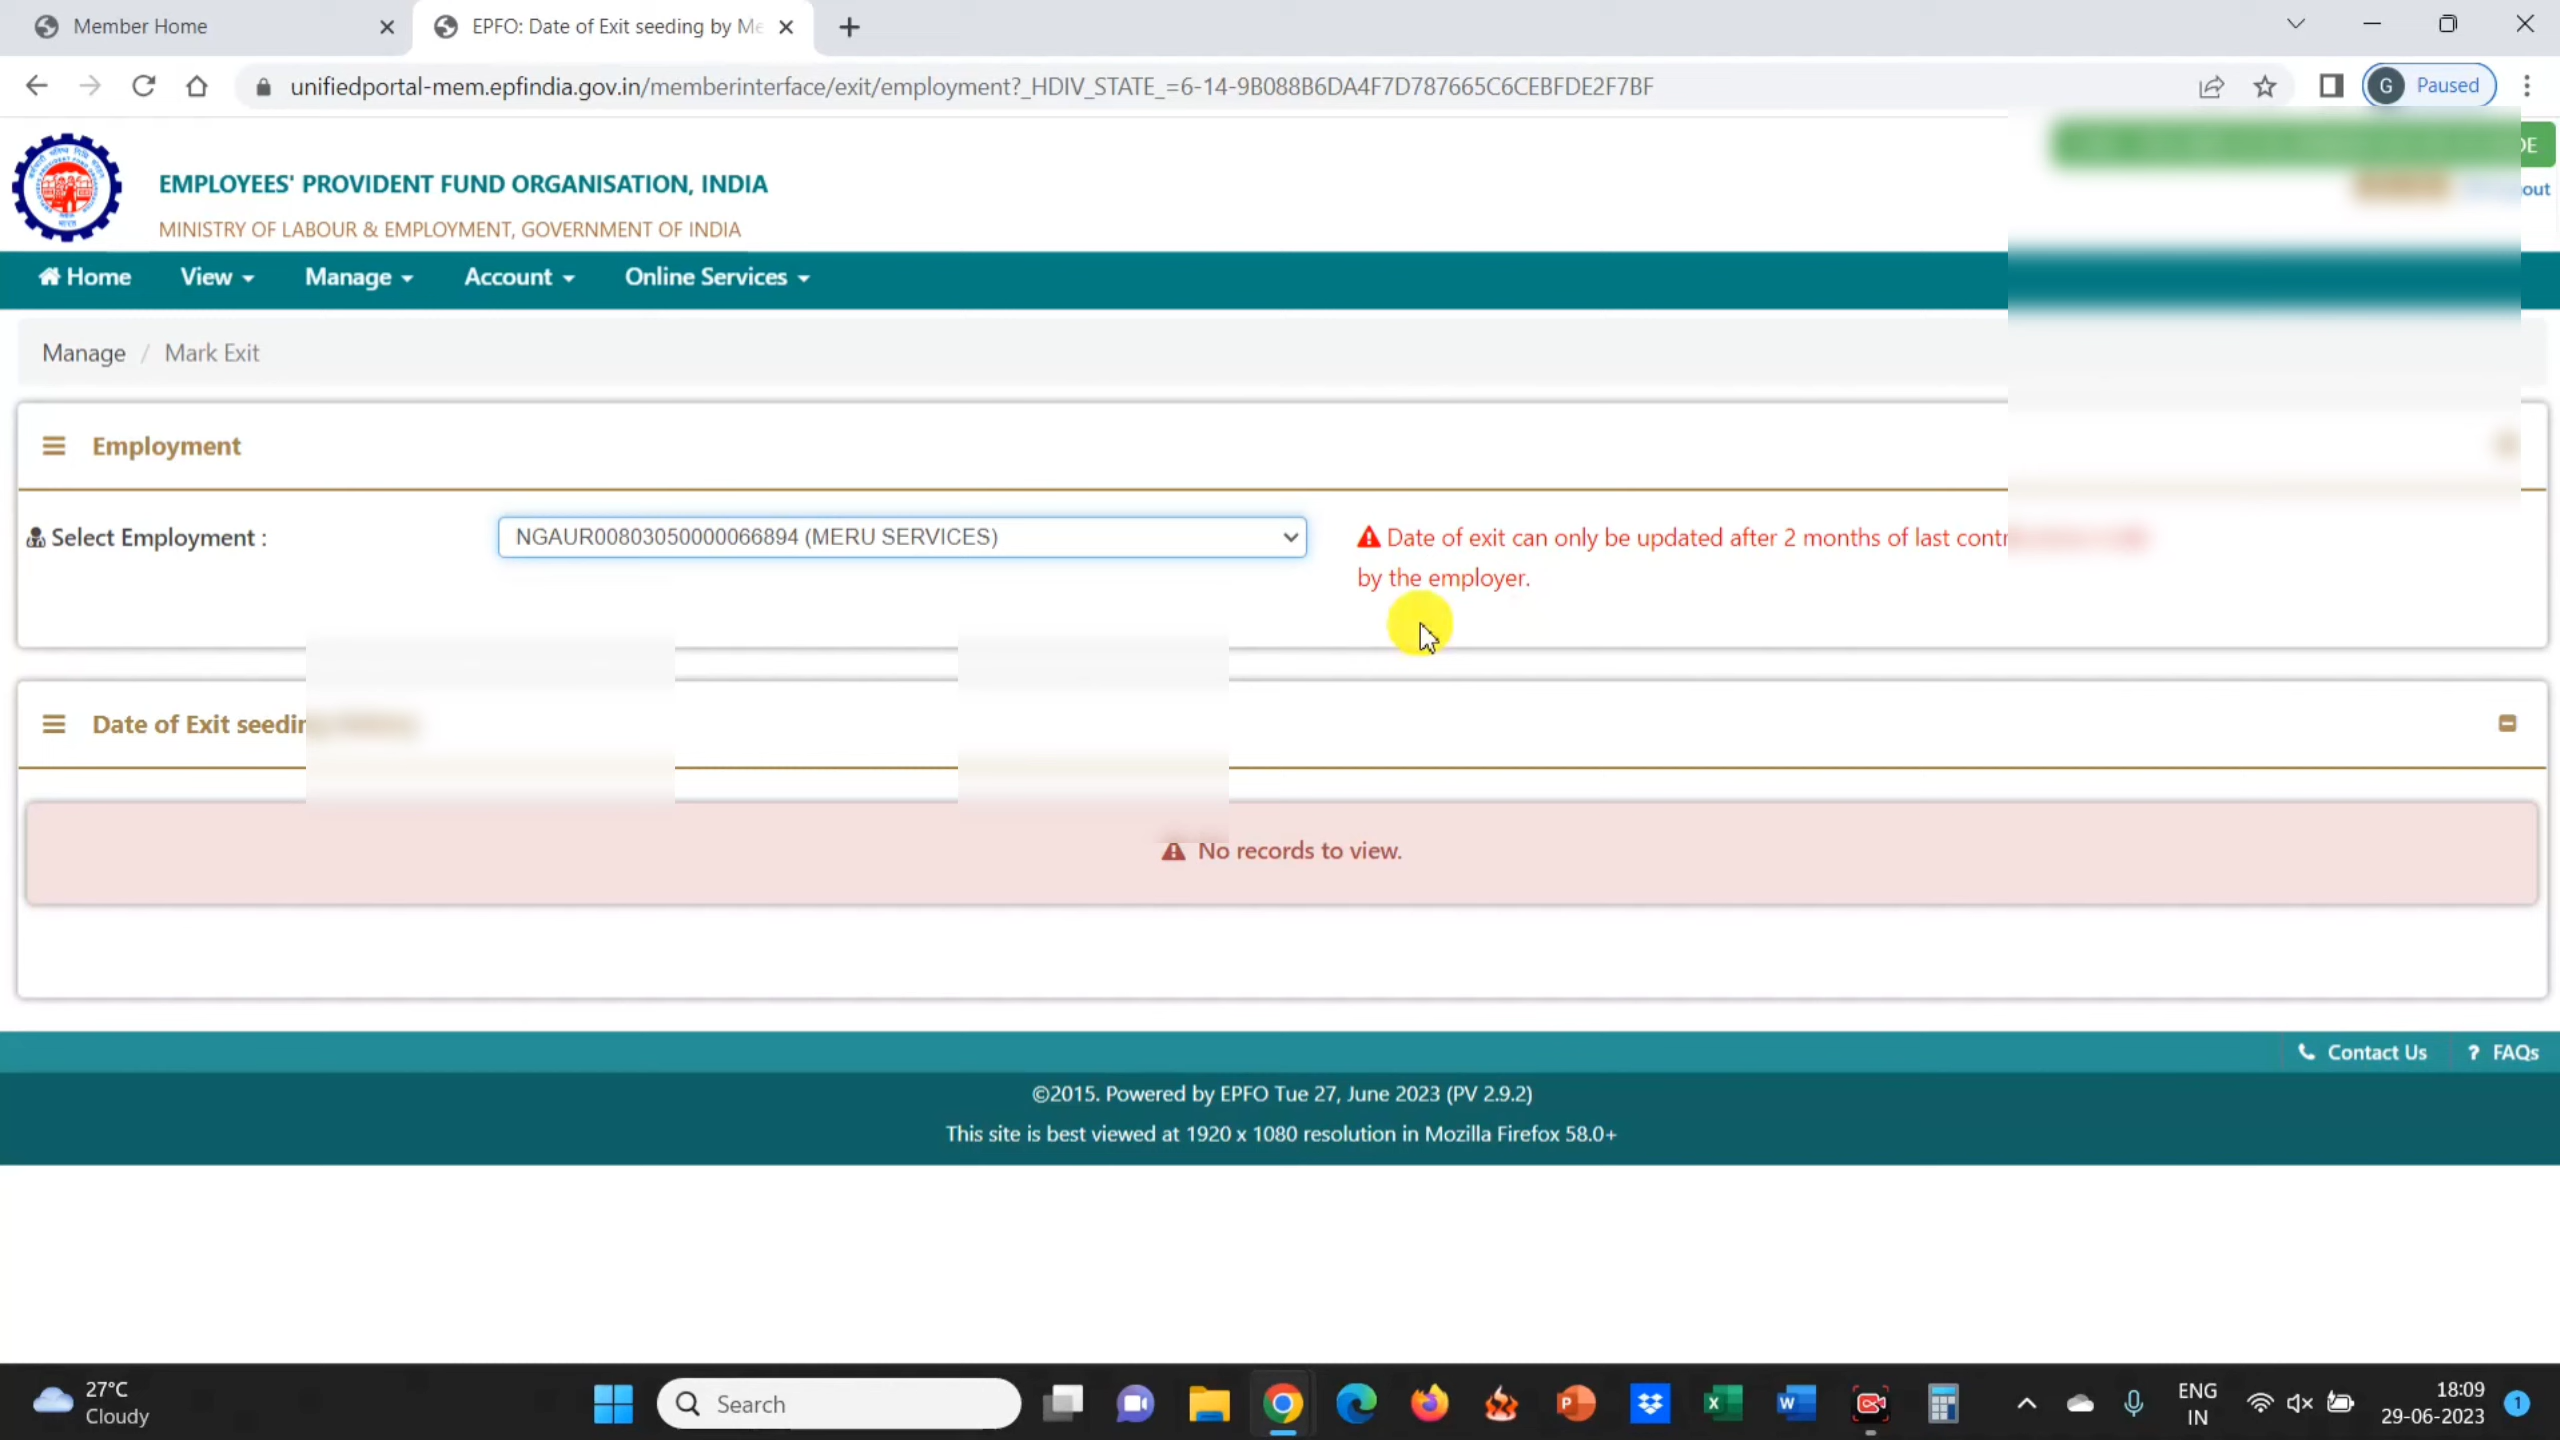 Member Home
EPFO: Date of Exit seeding by Me
unifiedportal-mem.epfindia.gov.in/memberinterface/exit/employment?_HDIV_STATE_=6-14-9B088B6DA4F7D787665C6CEBFDE2F7BF
G Paused
DE
EMPLOYEES' PROVIDENT FUND ORGANISATION, INDIA
out
MINISTRY OF LABOUR & EMPLOYMENT, GOVERNMENT OF INDIA
Home View Manage Account Online Services
Manage / Mark Exit
Employment
Select Employment : NGAUR00803050000066894 (MERU SERVICES) Date of exit can only be updated after 2 months of last contr
by the employer.
Date of Exit seedin
No records to view.
Contact Us ? FAQs
©2015. Powered by EPFO Tue 27, June 2023 (PV 2.9.2)
This site is best viewed at 1920 x 1080 resolution in Mozilla Firefox 58.0+
27°C
Cloudy
Search
ENG
IN
18:09
29-06-2023
1